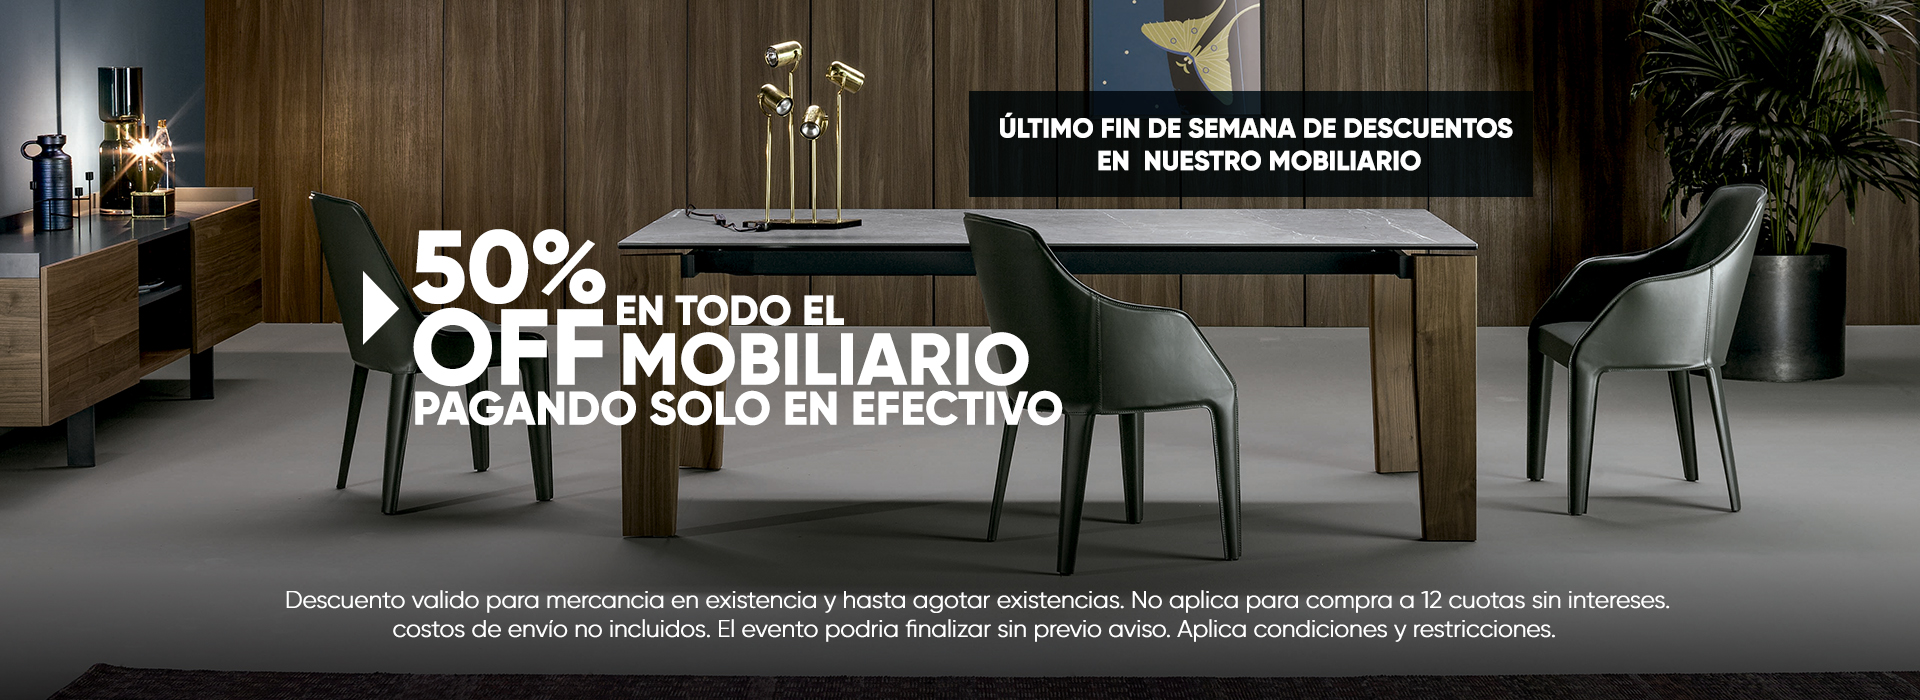 ÚLTIMO FIN DE SEMANA DE DESCUENTOS
EN NUESTRO MOBILIARIO
50%
OFF EN TODO EL
MOBILIARIO
PAGANDO SOLO EN EFECTIVO
Descuento valido para mercancia en existencia y hasta agotar existencias. No aplica para compra a 12 cuotas sin intereses.
costos de envío no incluidos. El evento podria finalizar sin previo aviso. Aplica condiciones y restricciones.